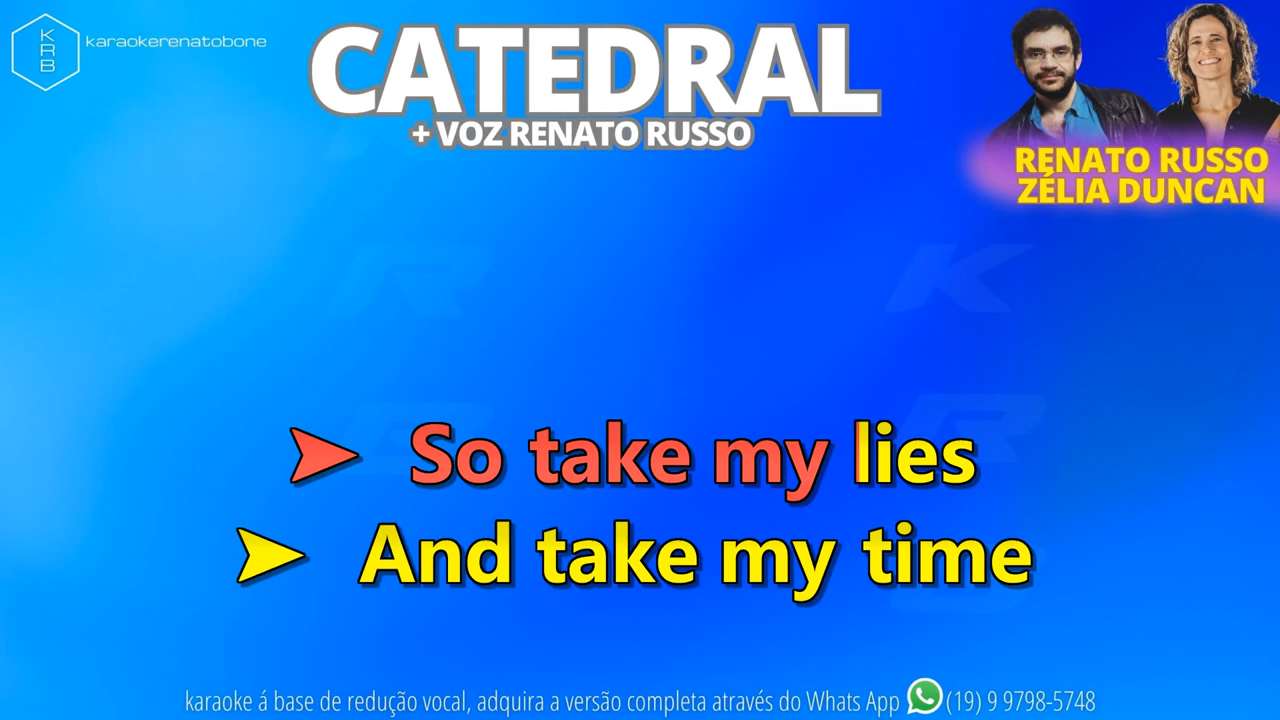 K
R
B
karaokerenatobone
CATEDRAL
+ VOZ RENATO RUSSO
RENATO RUSSO
ZÉLIA DUNCAN
R
K
B
R
B
➤ So take my lies
➤ And take my time
karaoke á base de redução vocal, adquira a versão completa através do Whats App (19) 9 9798-5748